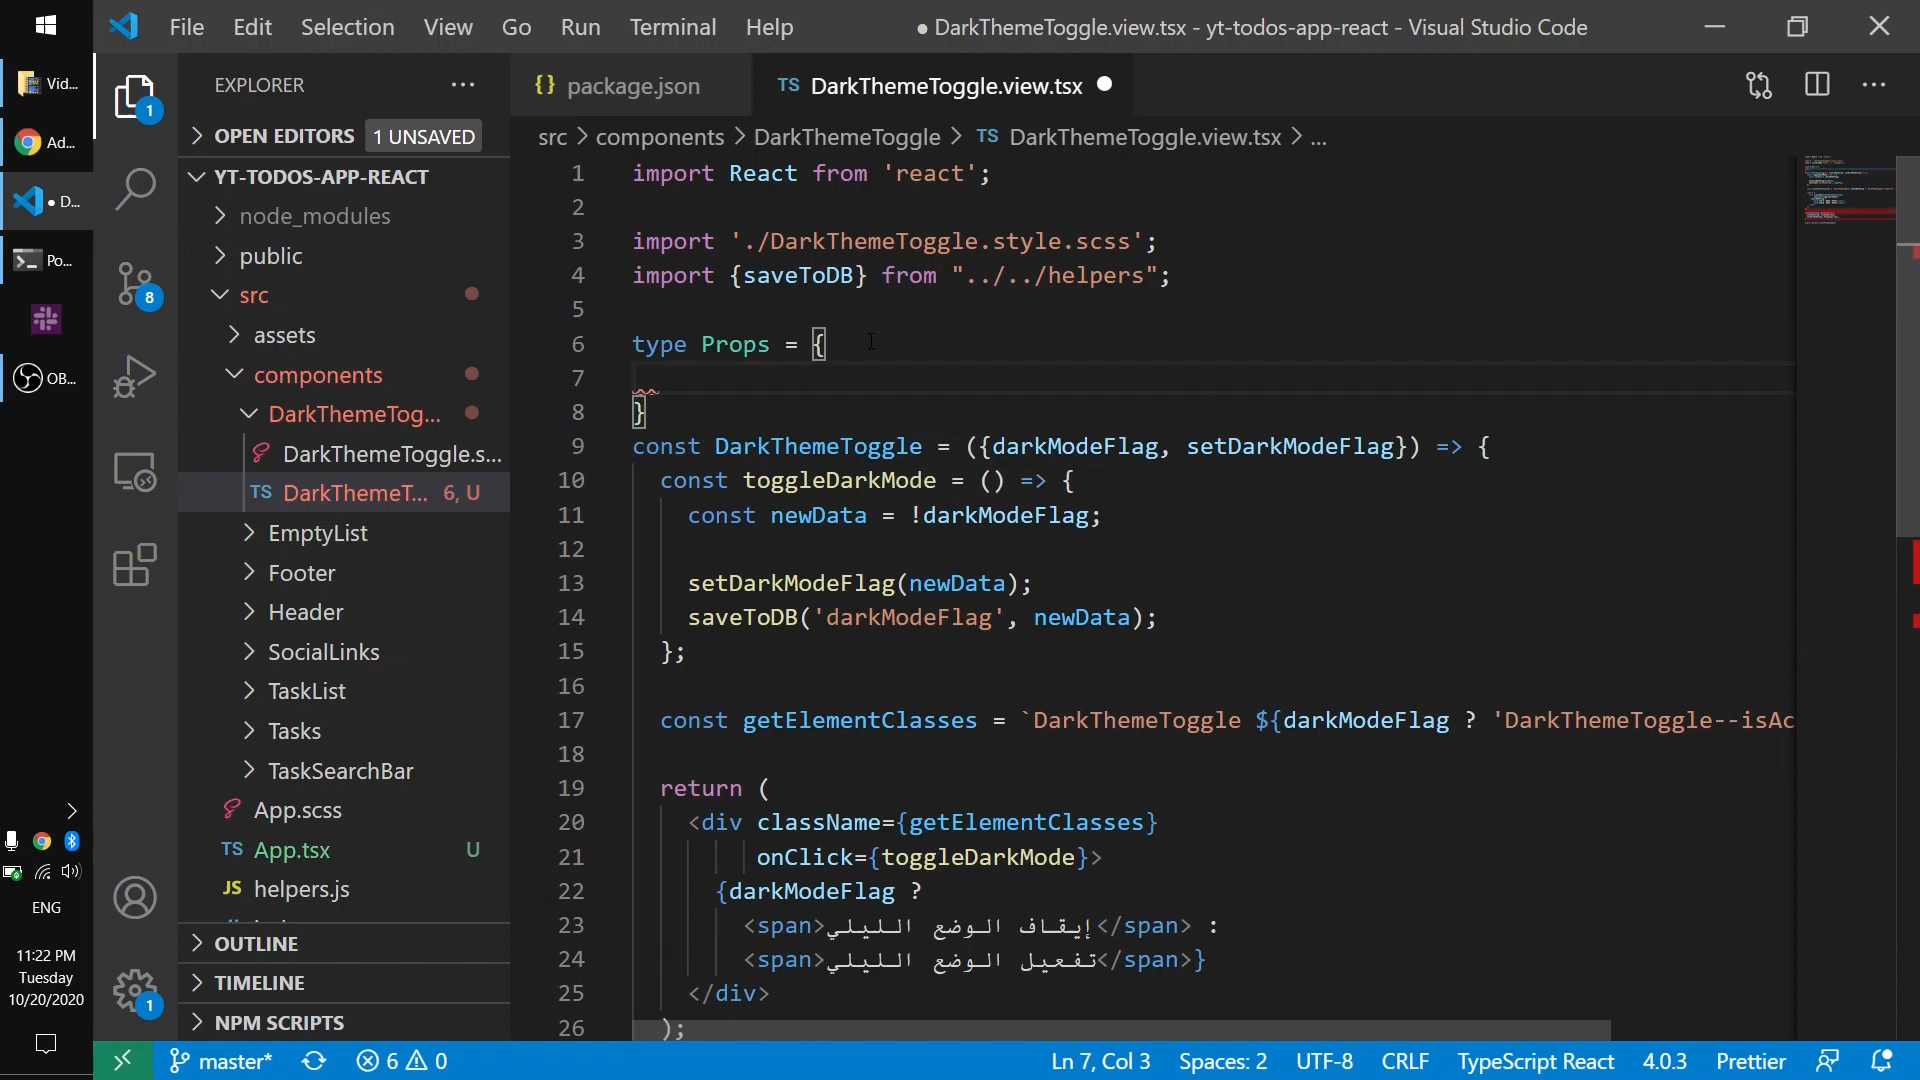 File Edit Selection View Go Run Terminal Help ● DarkThemeToggle.view.tsx - yt-todos-app-react - Visual Studio Code
Vid...
Ad...
● D...
Po...
OB...
ENG
11:22 PM
Tuesday
10/20/2020
1
8
1
EXPLORER
OPEN EDITORS 1 UNSAVED
YT-TODOS-APP-REACT
node_modules
public
src
assets
components
DarkThemeTog...
DarkThemeToggle.s...
TS DarkThemeT... 6, U
EmptyList
Footer
Header
SocialLinks
TaskList
Tasks
TaskSearchBar
App.scss
TS App.tsx U
JS helpers.js
OUTLINE
TIMELINE
NPM SCRIPTS
{} package.json TS DarkThemeToggle.view.tsx
src > components > DarkThemeToggle > TS DarkThemeToggle.view.tsx > ...
1 import React from 'react';
2
3 import './DarkThemeToggle.style.scss';
4 import {saveToDB} from "../../helpers";
5
6 type Props = {
7
8 }
9 const DarkThemeToggle = ({darkModeFlag, setDarkModeFlag}) => {
10 const toggleDarkMode = () => {
11 const newData = !darkModeFlag;
12
13 setDarkModeFlag(newData);
14 saveToDB('darkModeFlag', newData);
15 };
16
17 const getElementClasses = `DarkThemeToggle ${darkModeFlag ? 'DarkThemeToggle--isAc
18
19 return (
20 <div className={getElementClasses}
21 onClick={toggleDarkMode}>
22 {darkModeFlag ?
23 <span>إيقاف الوضع الليلي</span> :
24 <span>تفعيل الوضع الليلي</span>}
25 </div>
26 );
master* 6 0 Ln 7, Col 3 Spaces: 2 UTF-8 CRLF TypeScript React 4.0.3 Prettier